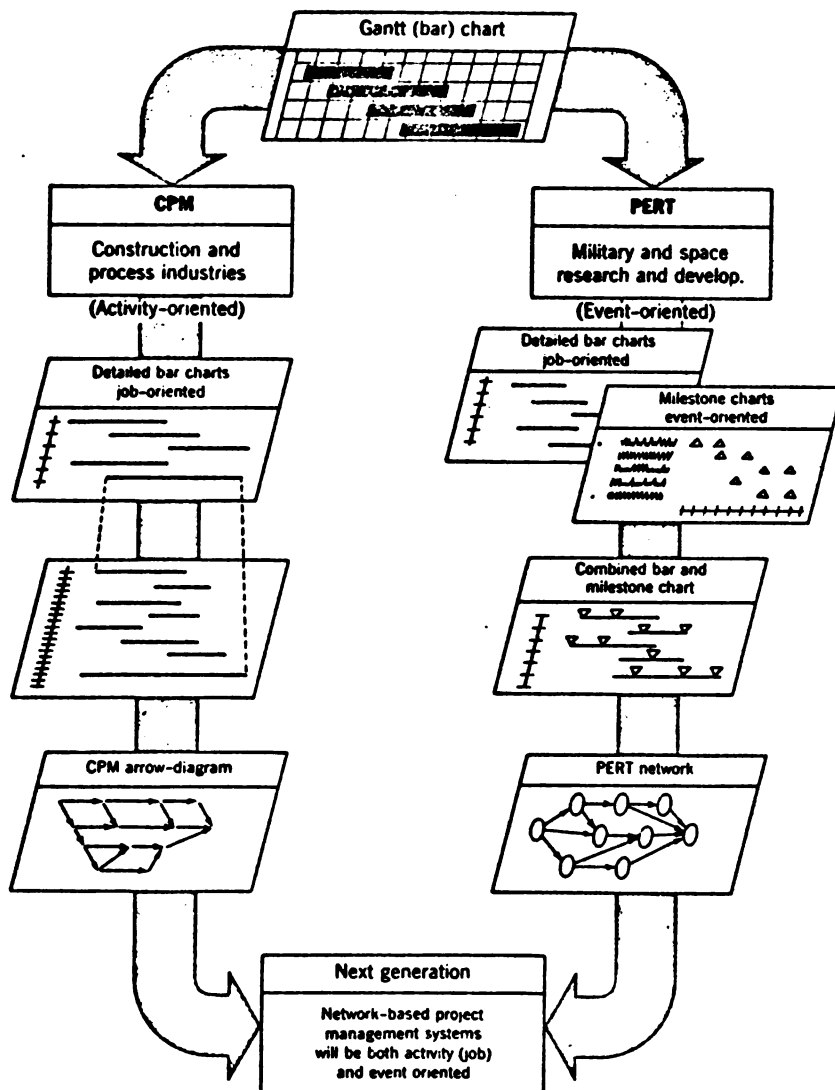 Gantt (bar) chart
CPM
Construction and
process industries
(Activity-oriented)
Detailed bar charts
job-oriented
CPM arrow-diagram
PERT
Military and space
research and develop.
(Event-oriented)
Detailed bar charts
job-oriented
Milestone charts
event-oriented
Combined bar and
milestone chart
PERT network
Next generation
Network-based project
management systems
will be both activity (job)
and event oriented